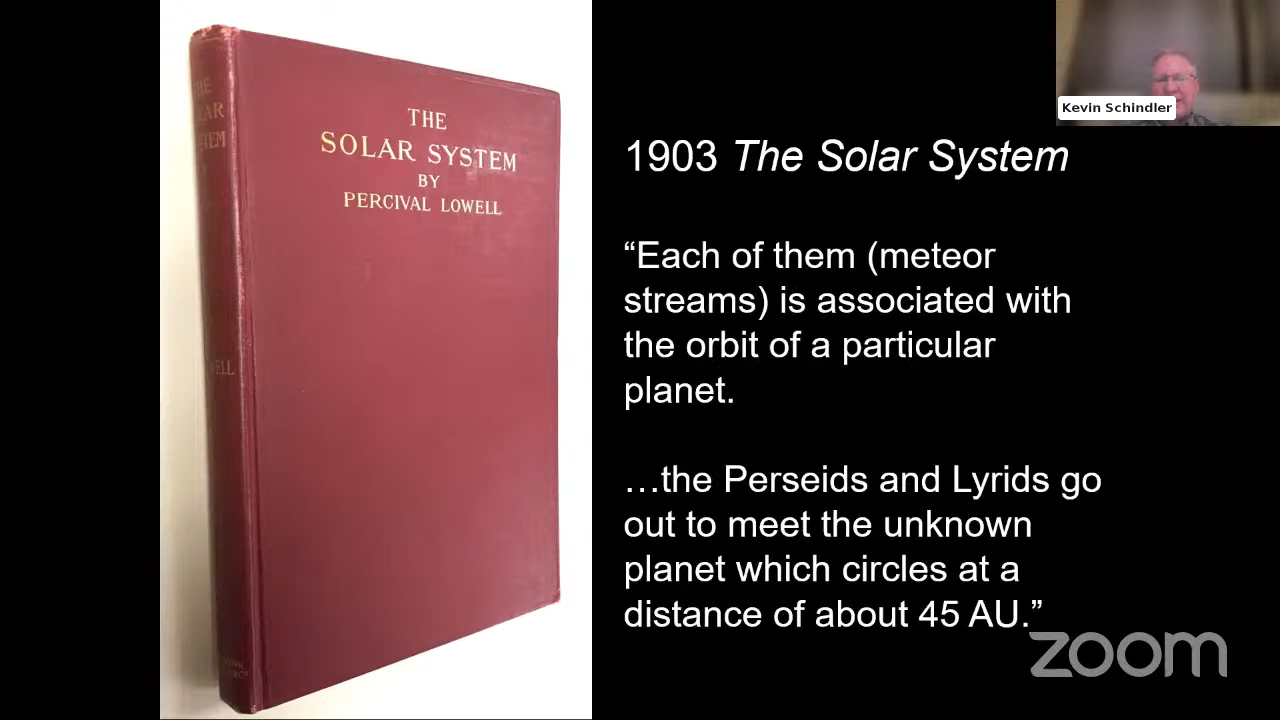 THE
SOLAR SYSTEM
BY
PERCIVAL LOWELL
Kevin Schindler
1903 The Solar System
“Each of them (meteor
streams) is associated with
the orbit of a particular
planet.
…the Perseids and Lyrids go
out to meet the unknown
planet which circles at a
distance of about 45 AU.”
zoom